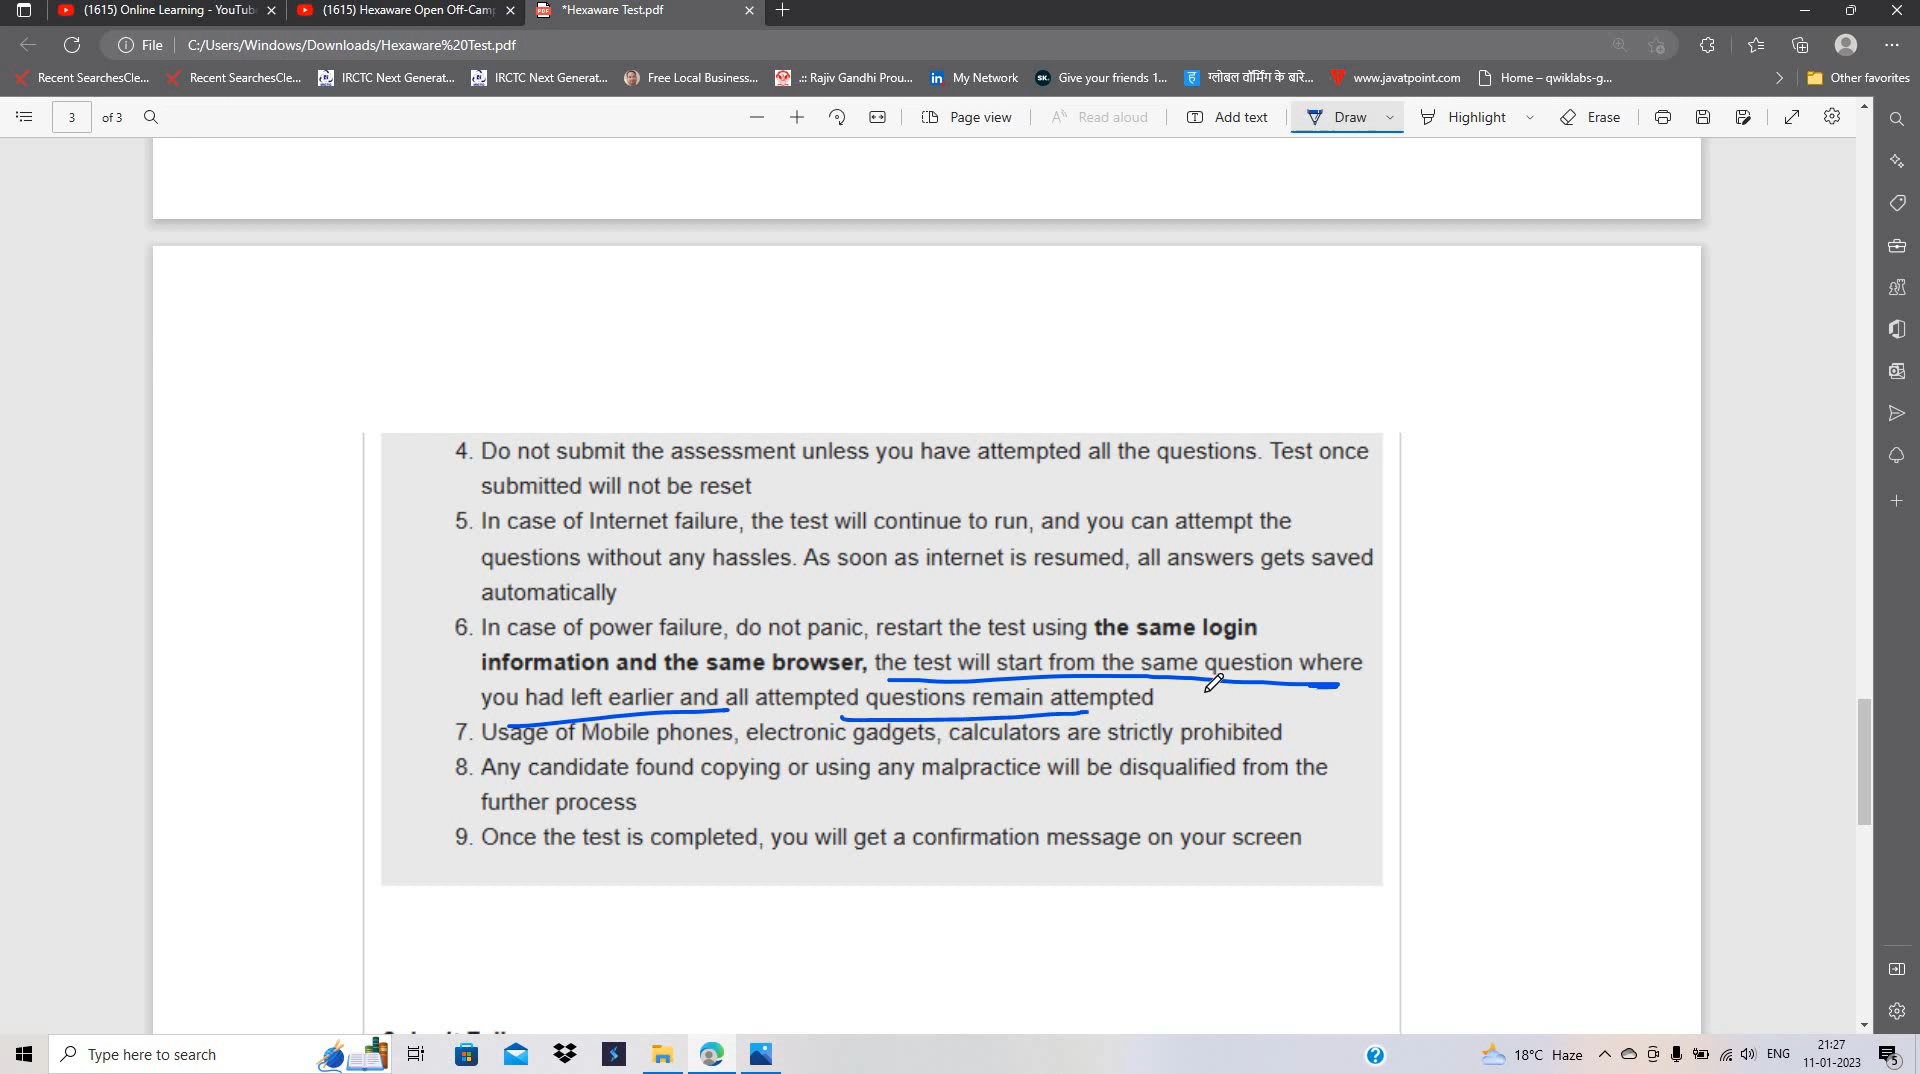 (1615) Online Learning - YouTub
(1615) Hexaware Open Off-Cam
*Hexaware Test.pdf
File
C:/Users/Windows/Downloads/Hexaware%20Test.pdf
Recent SearchesCle...
Recent SearchesCle...
IRCTC Next Generat...
IRCTC Next Generat...
Free Local Business...
.:: Rajiv Gandhi Prou...
My Network
Give your friends 1...
ग्लोबल वॉर्मिंग के बारे...
www.javatpoint.com
Home – qwiklabs-g...
Other favorites
3 of 3
Page view
Read aloud
Add text
Draw
Highlight
Erase
4. Do not submit the assessment unless you have attempted all the questions. Test once
submitted will not be reset
5. In case of Internet failure, the test will continue to run, and you can attempt the
questions without any hassles. As soon as internet is resumed, all answers gets saved
automatically
6. In case of power failure, do not panic, restart the test using the same login
information and the same browser, the test will start from the same question where
you had left earlier and all attempted questions remain attempted
7. Usage of Mobile phones, electronic gadgets, calculators are strictly prohibited
8. Any candidate found copying or using any malpractice will be disqualified from the
further process
9. Once the test is completed, you will get a confirmation message on your screen
Type here to search
18°C Haze
ENG
21:27
11-01-2023
5